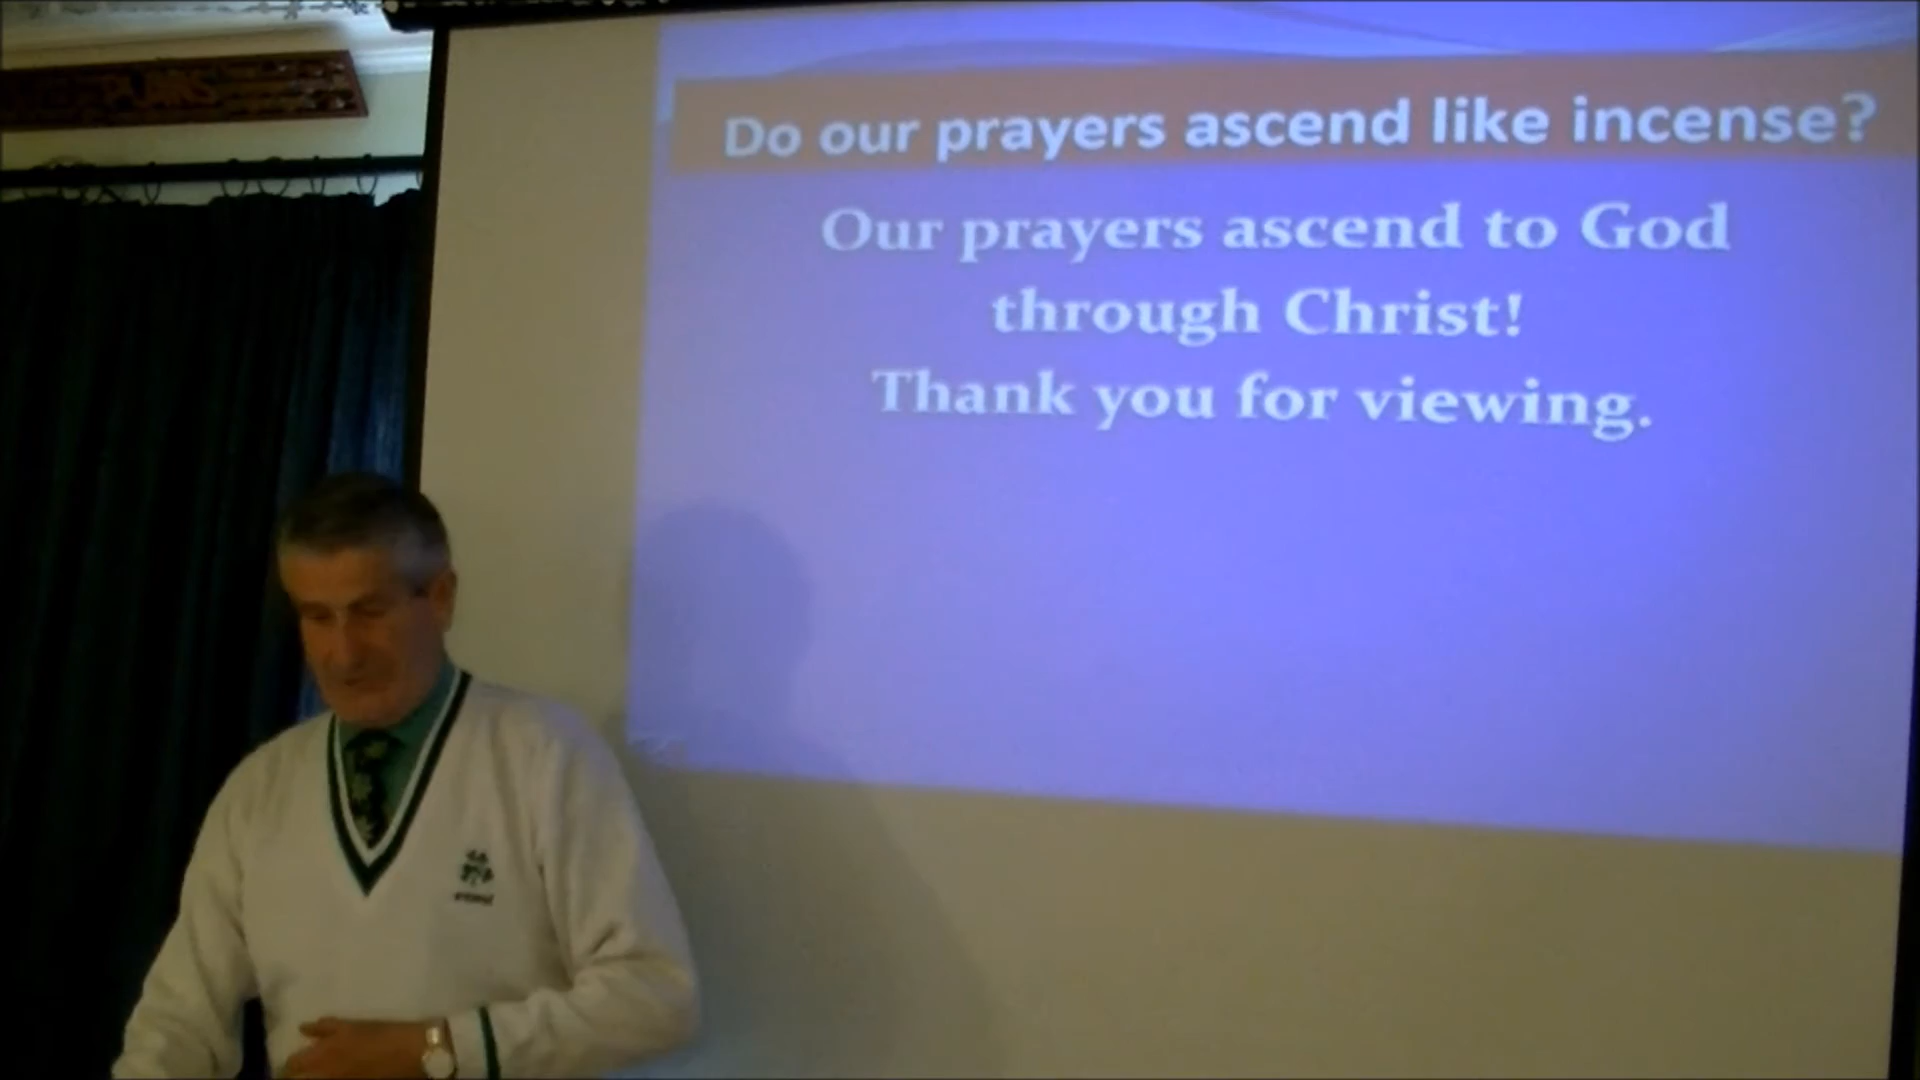 Do our prayers ascend like incense?
Our prayers ascend to God
through Christ!
Thank you for viewing.